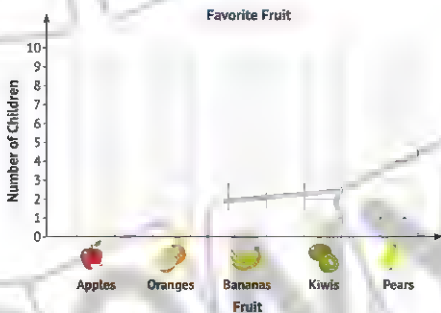 Favorite Fruit
Number of Children
10
9
8
7
6
5
4
3
2
1
0
Apples Oranges Bananas Kiwis Pears
Fruit